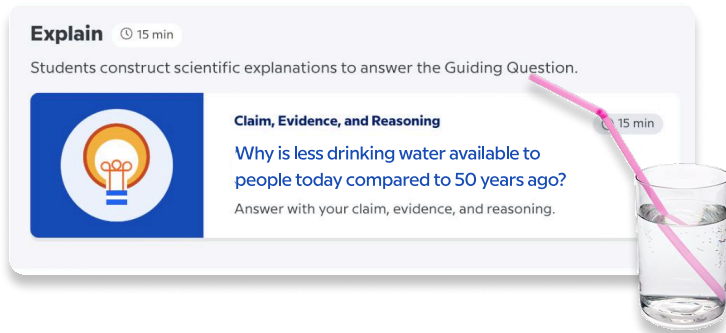 Explain 15 min
Students construct scientific explanations to answer the Guiding Question.
Claim, Evidence, and Reasoning 15 min
Why is less drinking water available to
people today compared to 50 years ago?
Answer with your claim, evidence, and reasoning.